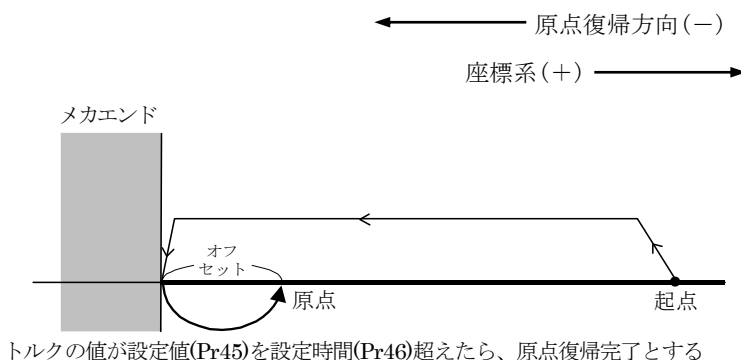 原点復帰方向(－)
座標系(＋)
メカエンド
オフ
セット
原点
起点
トルクの値が設定値(Pr45)を設定時間(Pr46)超えたら、原点復帰完了とする